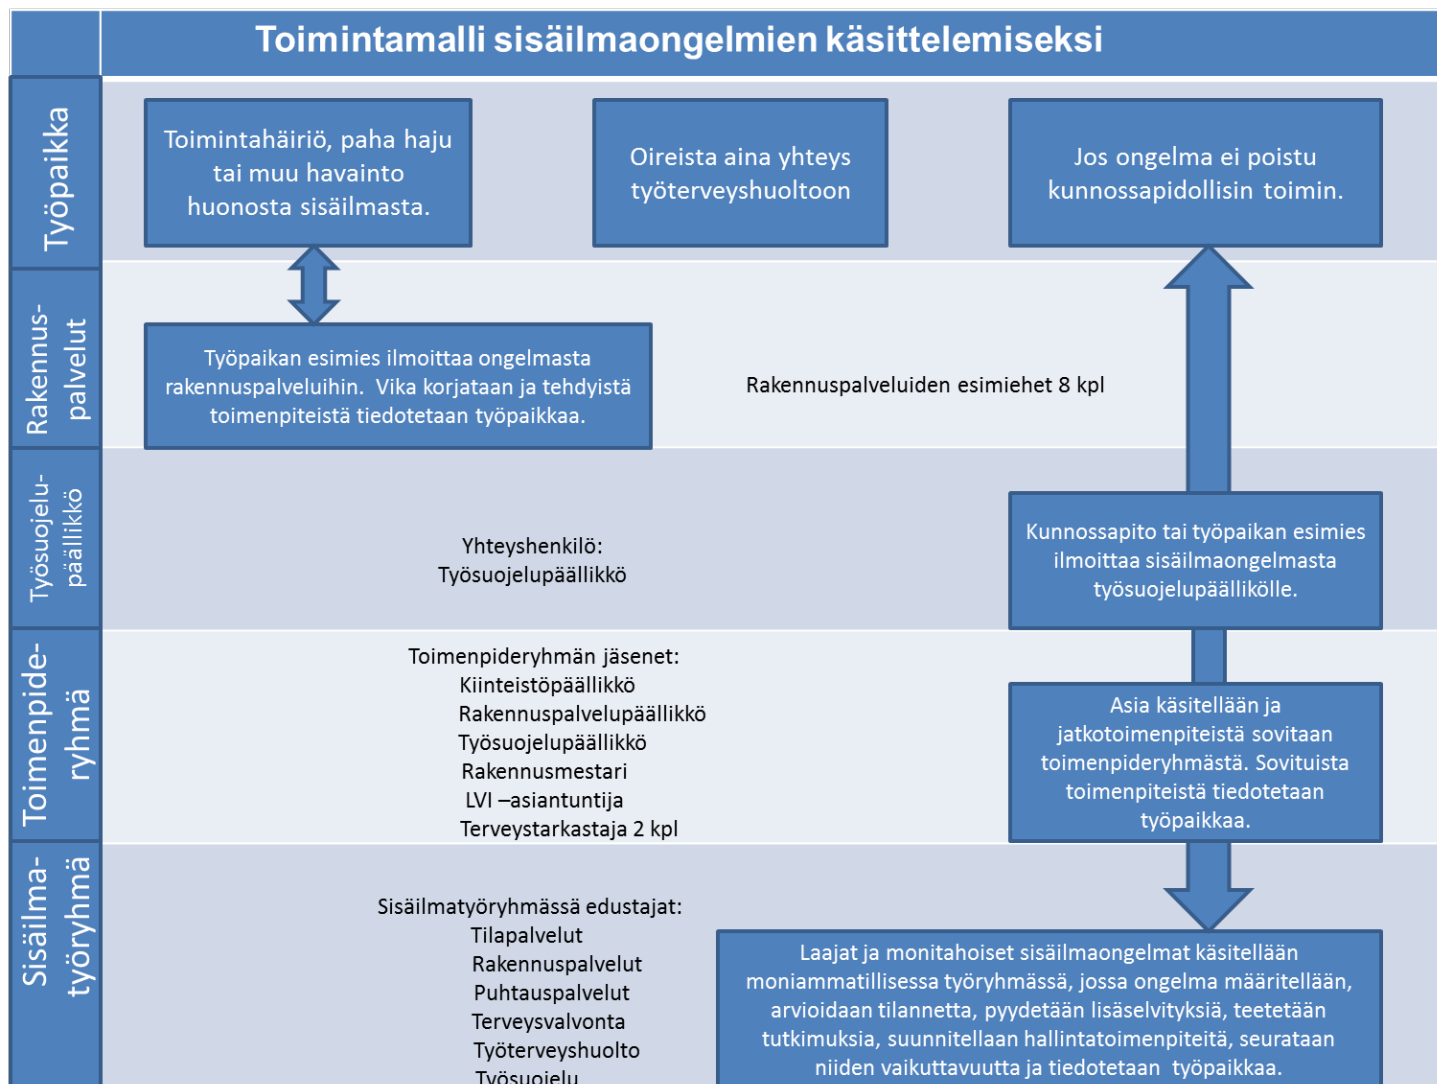 Toimintamalli sisäilmaongelmien käsittelemiseksi
Työpaikka
Toimintahäiriö, paha haju
tai muu havainto
huonosta sisäilmasta.
Oireista aina yhteys
työterveyshuoltoon
Jos ongelma ei poistu
kunnossapidollisin toimin.
Rakennus-
palvelut
Työpaikan esimies ilmoittaa ongelmasta
rakennuspalveluihin.  Vika korjataan ja tehdyistä
toimenpiteistä tiedotetaan työpaikkaa.
Rakennuspalveluiden esimiehet 8 kpl
Työsuojelu-
päällikkö
Yhteyshenkilö:
Työsuojelupäällikkö
Kunnossapito tai työpaikan esimies
ilmoittaa sisäilmaongelmasta
työsuojelupäällikölle.
Toimenpide-
ryhmä
Toimenpideryhmän jäsenet:
Kiinteistöpäällikkö
Rakennuspalvelupäällikkö
Työsuojelupäällikkö
Rakennusmestari
LVI –asiantuntija
Terveystarkastaja 2 kpl
Asia käsitellään ja
jatkotoimenpiteistä sovitaan
toimenpideryhmästä. Sovituista
toimenpiteistä tiedotetaan
työpaikkaa.
Sisäilma-
työryhmä
Sisäilmatyöryhmässä edustajat:
Tilapalvelut
Rakennuspalvelut
Puhtauspalvelut
Terveysvalvonta
Työterveyshuolto
Työsuojelu
Laajat ja monitahoiset sisäilmaongelmat käsitellään
moniammatillisessa työryhmässä, jossa ongelma määritellään,
arvioidaan tilannetta, pyydetään lisäselvityksiä, teetetään
tutkimuksia, suunnitellaan hallintatoimenpiteitä, seurataan
niiden vaikuttavuutta ja tiedotetaan  työpaikkaa.